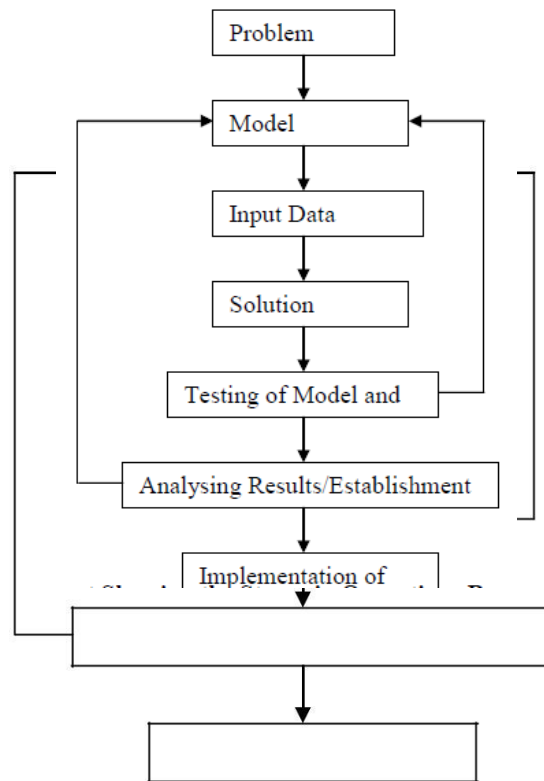 Problem
Model
Input Data
Solution
Testing of Model and
Analysing Results/Establishment
Implementation of